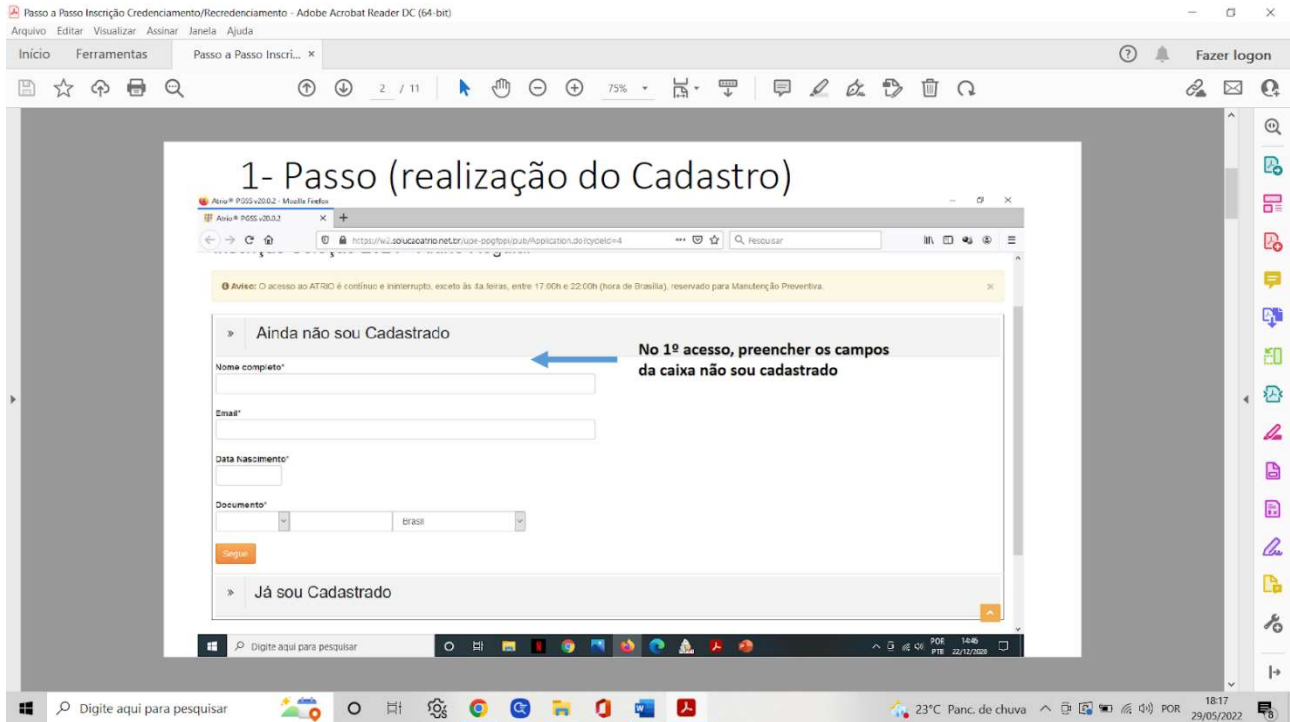 Passo a Passo Inscrição Credenciamento/Recredenciamento - Adobe Acrobat Reader DC (64-bit)
Arquivo Editar Visualizar Assinar Janela Ajuda
Início Ferramentas Passo a Passo Inscri... × Fazer logon
2 / 11 75%
1- Passo (realização do Cadastro)
Atrio® PGSS v20.0.2 - Mozilla Firefox
Atrio® PGSS v20.0.2
Pesquisar
Aviso: O acesso ao ATRIO é contínuo e ininterrupto, exceto às 4a.feiras, entre 17:00h e 22:00h (hora de Brasília), reservado para Manutenção Preventiva.
» Ainda não sou Cadastrado
No 1º acesso, preencher os campos
da caixa não sou cadastrado
Nome completo*
Email*
Data Nascimento*
Documento*
Brasil
Segue
» Já sou Cadastrado
Digite aqui para pesquisar POR 14:46
PTB 22/12/2020
Digite aqui para pesquisar 23°C Panc. de chuva POR 18:17
29/05/2022